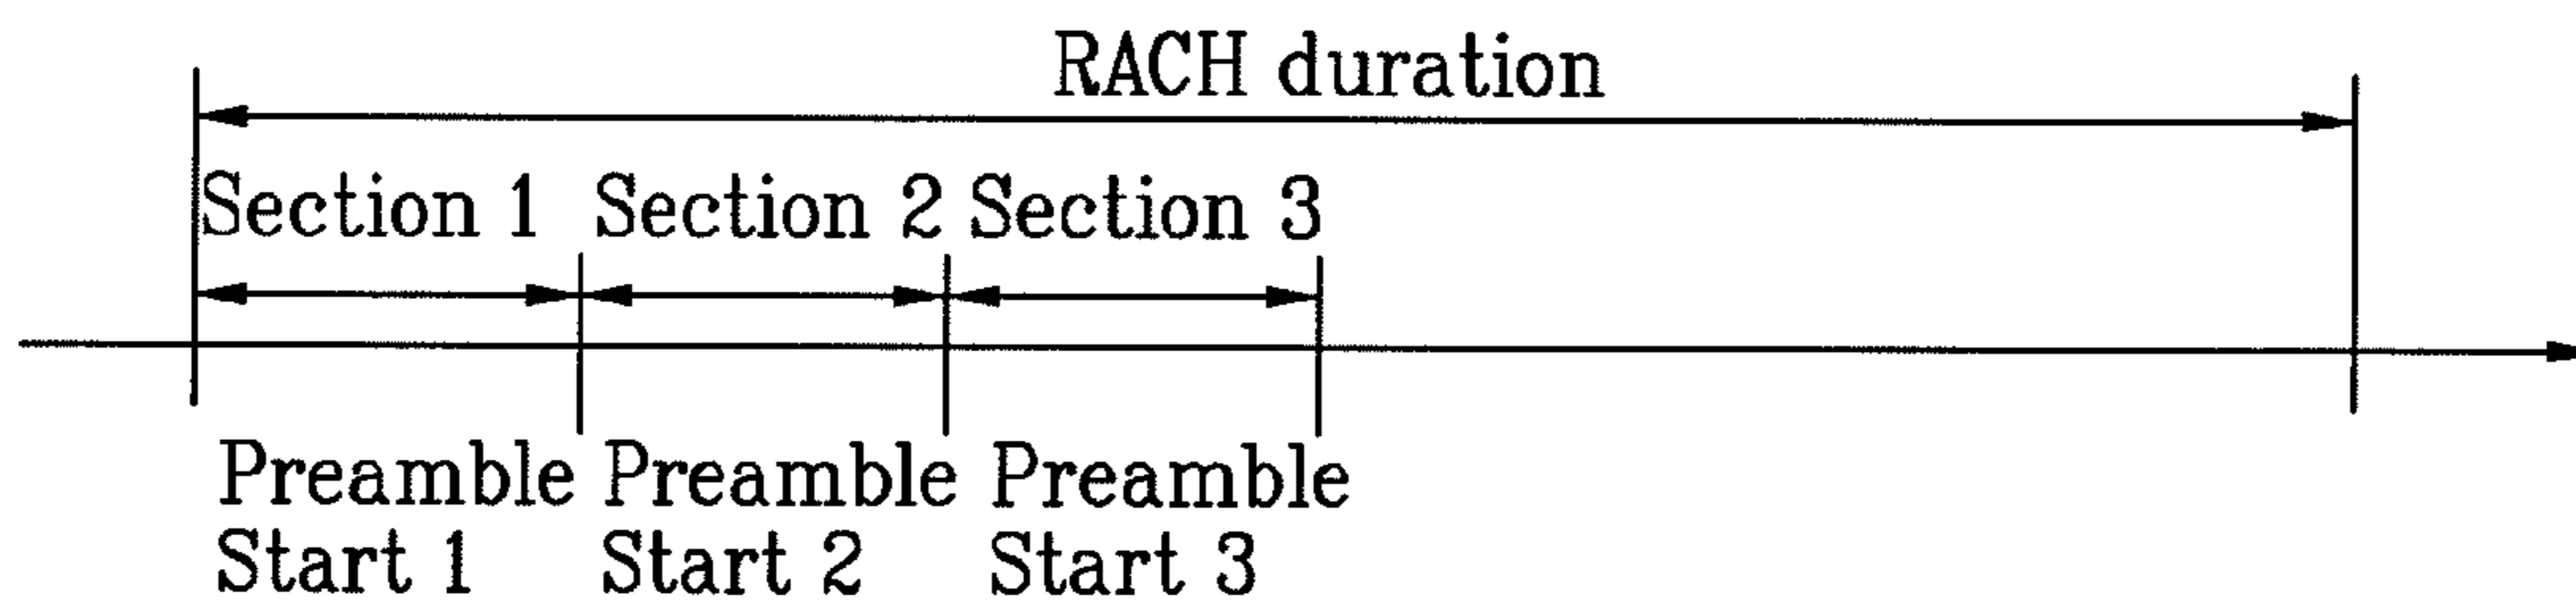 RACH duration
Section 1 Section 2 Section 3
Preamble Preamble Preamble
Start 1 Start 2 Start 3